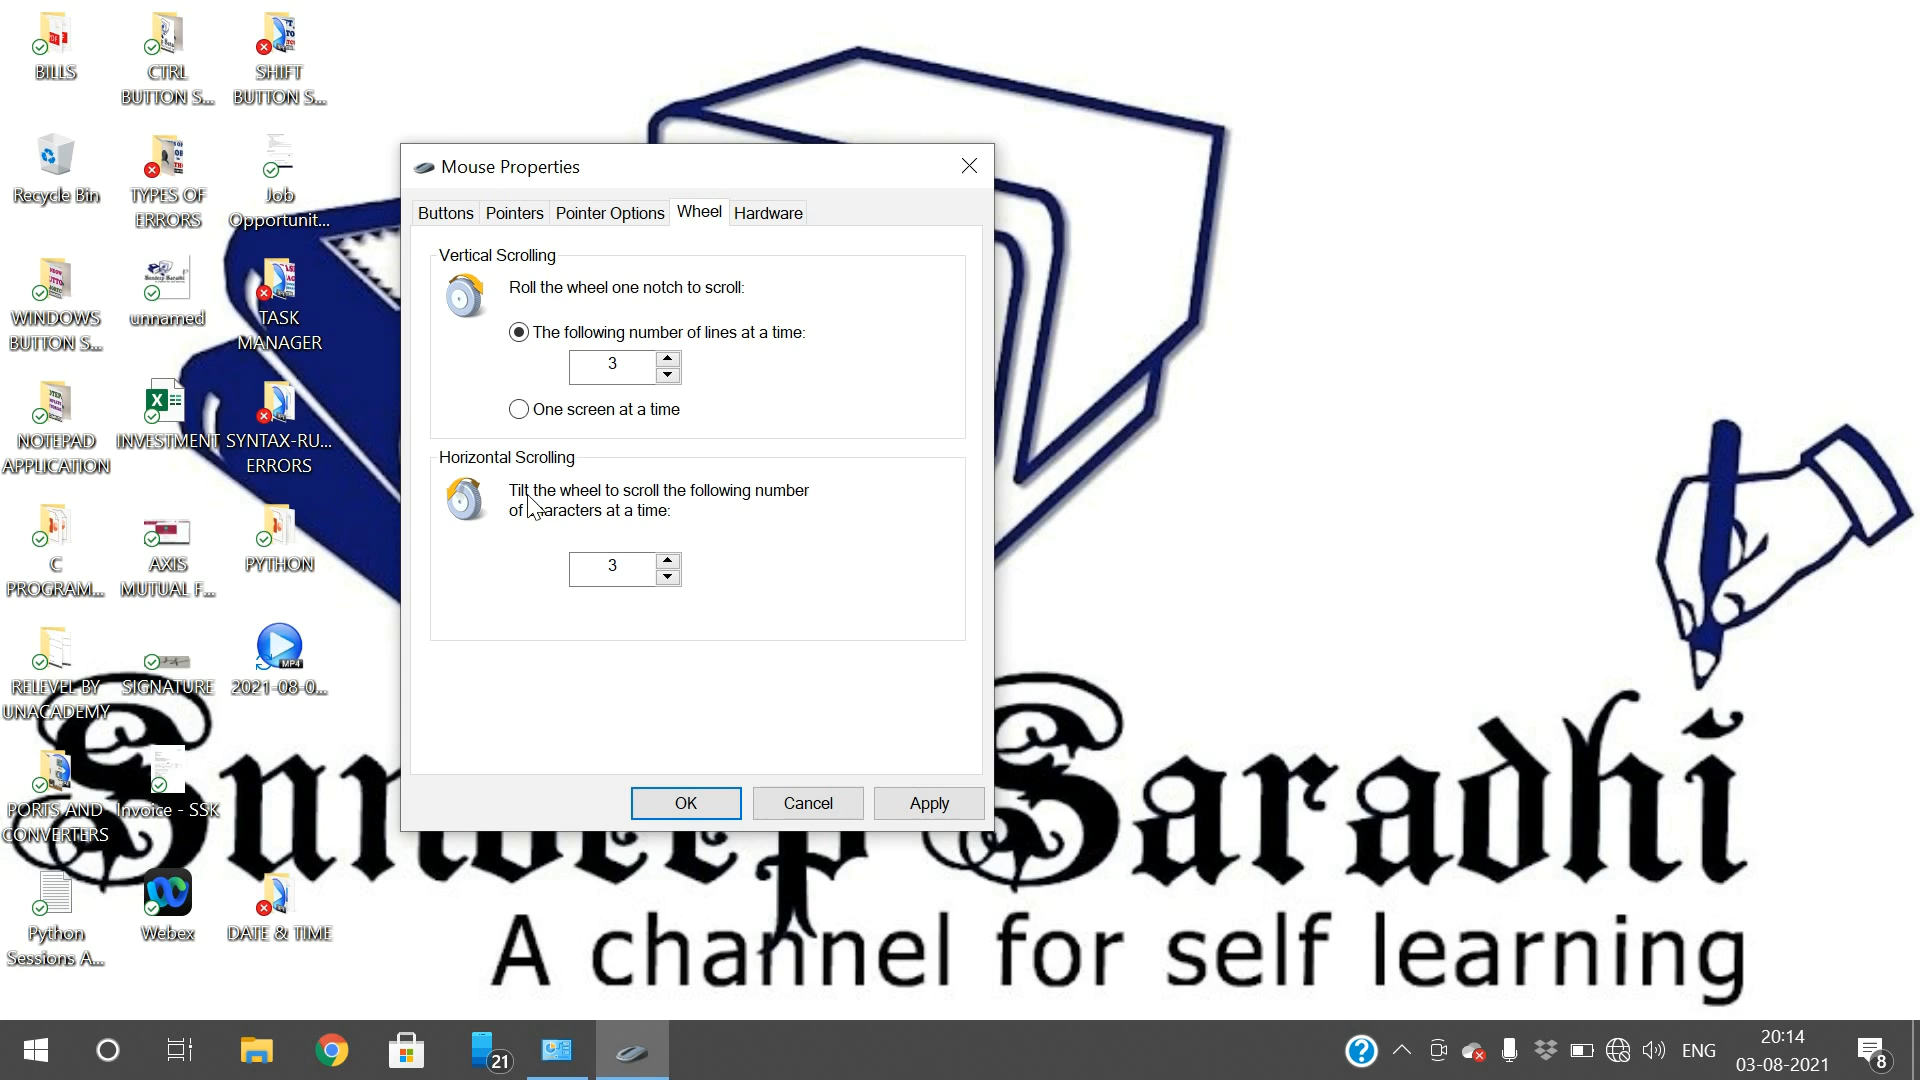 BILLS
CTRL
BUTTON S...
SHIFT
BUTTON S...
Recycle Bin
TYPES OF
ERRORS
Job
Opportunit...
WINDOWS
BUTTON S...
unnamed
TASK
MANAGER
NOTEPAD
APPLICATION
INVESTMENT
SYNTAX-RU...
ERRORS
C
PROGRAM...
AXIS
MUTUAL F...
PYTHON
RELEVEL BY
UNACADEMY
SIGNATURE
MP4
2021-08-0...
PORTS AND
CONVERTERS
Invoice - SSK
Python
Sessions A...
Webex
DATE & TIME
Mouse Properties
Buttons
Pointers
Pointer Options
Wheel
Hardware
Vertical Scrolling
Roll the wheel one notch to scroll:
The following number of lines at a time:
3
One screen at a time
Horizontal Scrolling
Tilt the wheel to scroll the following number
of characters at a time:
3
OK
Cancel
Apply
Sundeep Saradhi
A channel for self learning
21
ENG
20:14
03-08-2021
8